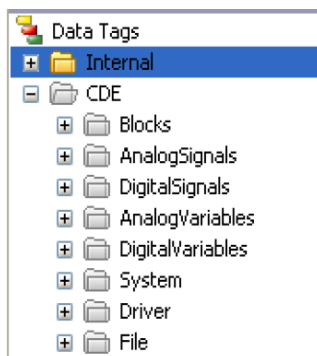 Data Tags
Internal
CDE
Blocks
AnalogSignals
DigitalSignals
AnalogVariables
DigitalVariables
System
Driver
File